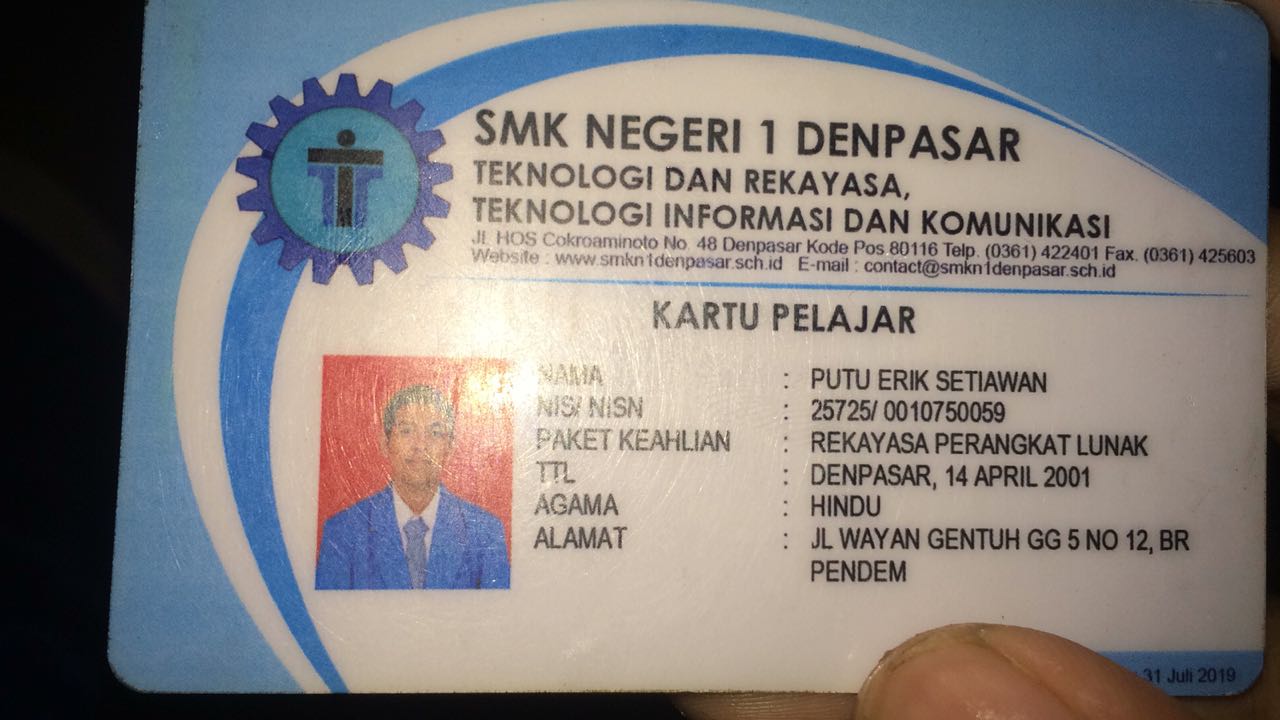 SMK NEGERI 1 DENPASAR
TEKNOLOGI DAN REKAYASA,
TEKNOLOGI INFORMASI DAN KOMUNIKASI
JL HOS Cokroaminoto No. 48 Denpasar Kode Pos 80116 Telp. (0361) 422401 Fax. (0361) 425603
Website : www.smkn1denpasar.sch.id E-mail : contact@smkn1denpasar.sch.id
KARTU PELAJAR
NAMA : PUTU ERIK SETIAWAN
NIS/ NISN : 25725/ 0010750059
PAKET KEAHLIAN : REKAYASA PERANGKAT LUNAK
TTL : DENPASAR, 14 APRIL 2001
AGAMA : HINDU
ALAMAT : JL WAYAN GENTUH GG 5 NO 12, BR
PENDEM
31 Juli 2019